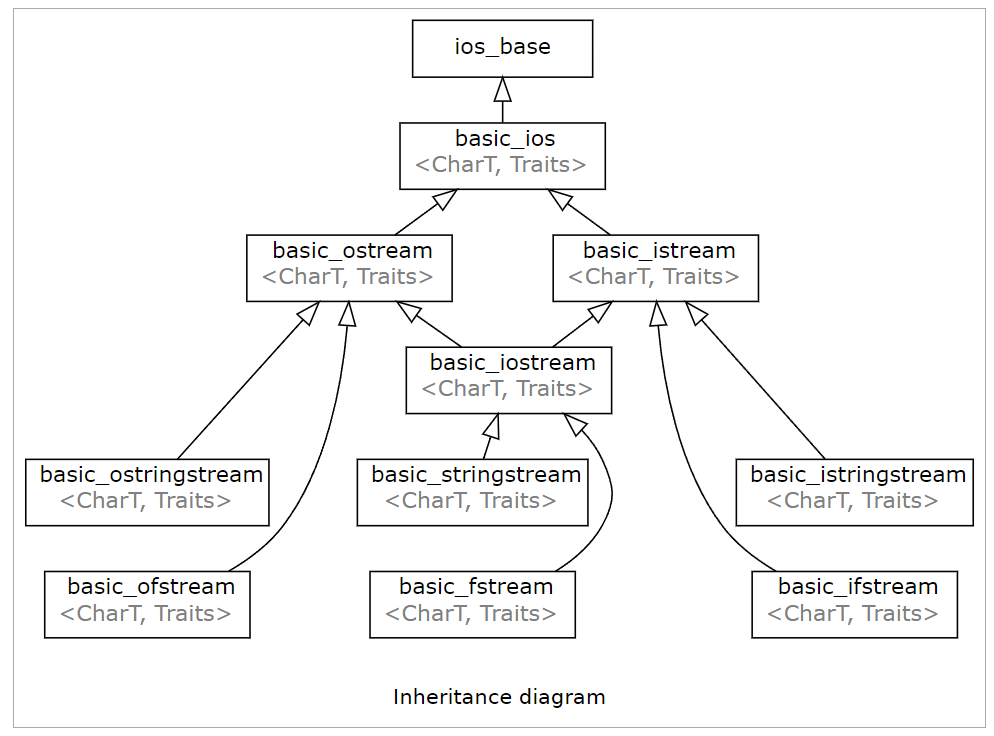 ios_base
basic_ios
<CharT, Traits>
basic_ostream
<CharT, Traits>
basic_istream
<CharT, Traits>
basic_iostream
<CharT, Traits>
basic_ostringstream
<CharT, Traits>
basic_stringstream
<CharT, Traits>
basic_istringstream
<CharT, Traits>
basic_ofstream
<CharT, Traits>
basic_fstream
<CharT, Traits>
basic_ifstream
<CharT, Traits>
Inheritance diagram